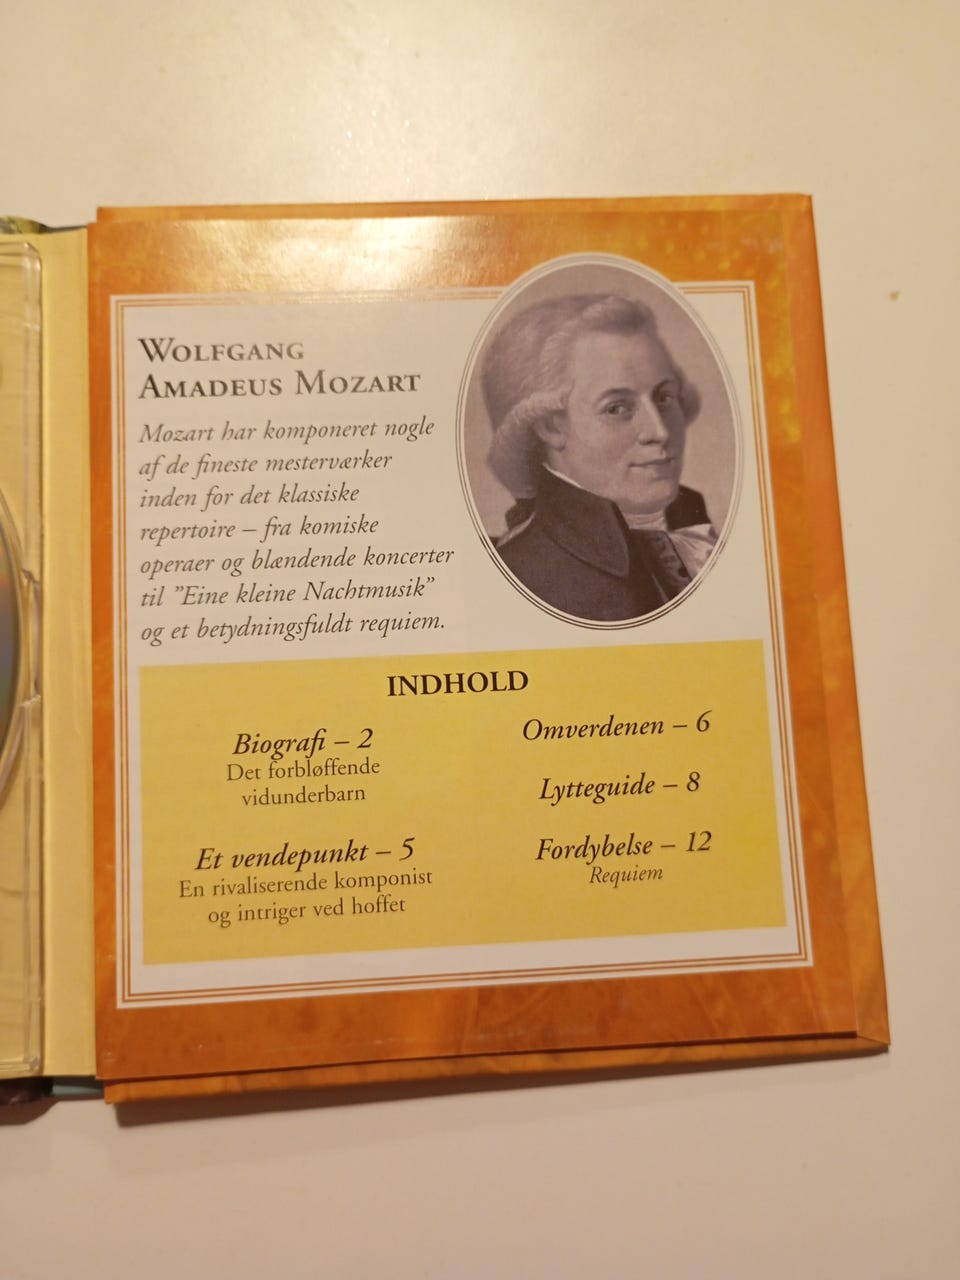 WOLFGANG
AMADEUS MOZART
Mozart har komponeret nogle
af de fineste mesterværker
inden for det klassiske
repertoire – fra komiske
operaer og blændende koncerter
til ”Eine kleine Nachtmusik”
og et betydningsfuldt requiem.
INDHOLD
Biografi – 2
Det forbløffende
vidunderbarn
Et vendepunkt – 5
En rivaliserende komponist
og intriger ved hoffet
Omverdenen – 6
Lytteguide – 8
Fordybelse – 12
Requiem